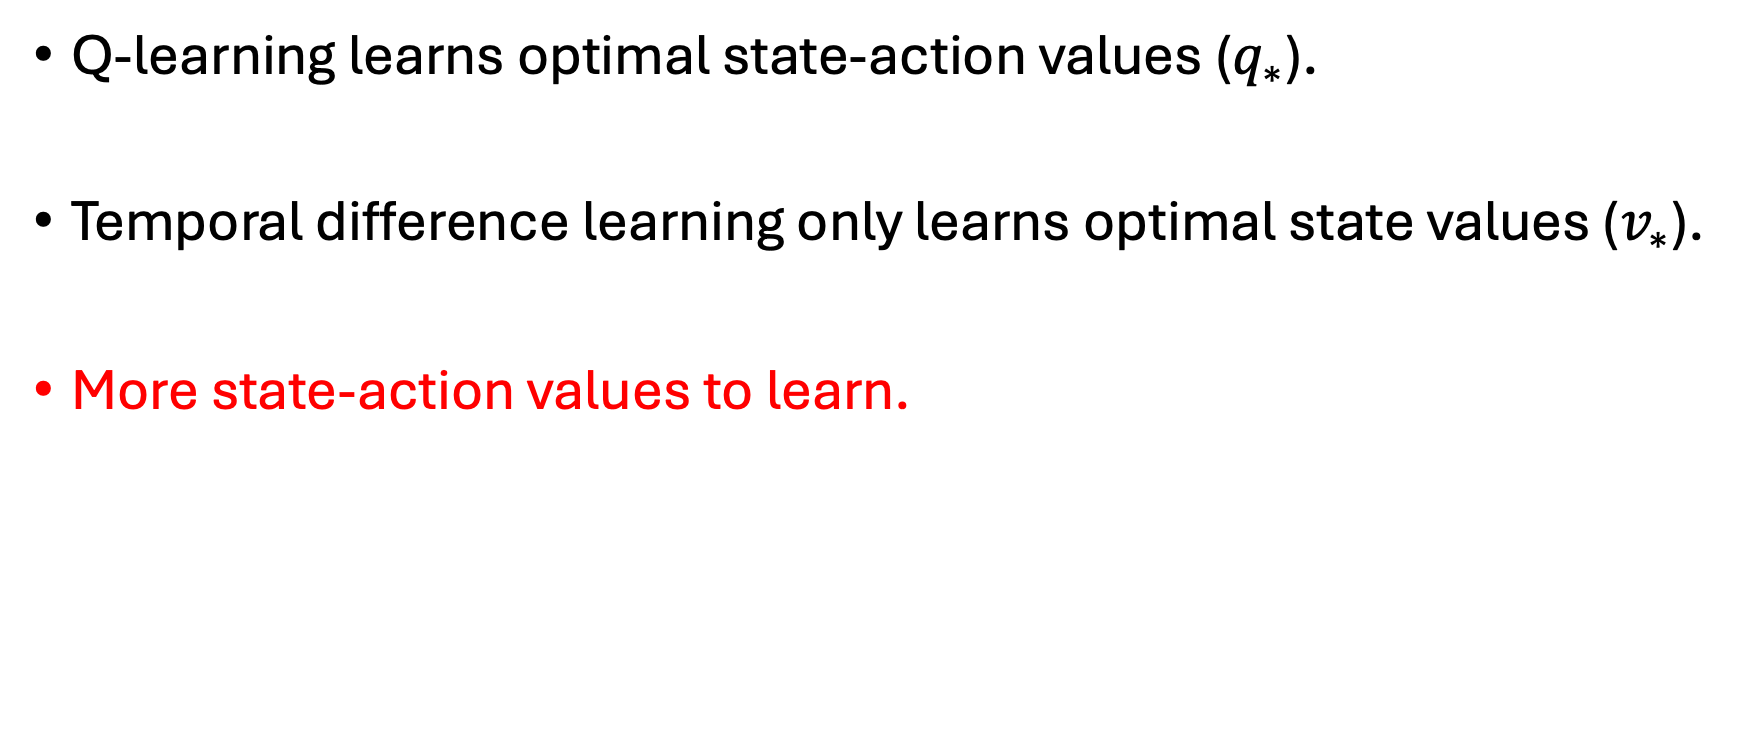 • Q-learning learns optimal state-action values (q∗).
• Temporal difference learning only learns optimal state values (v∗).
• More state-action values to learn.